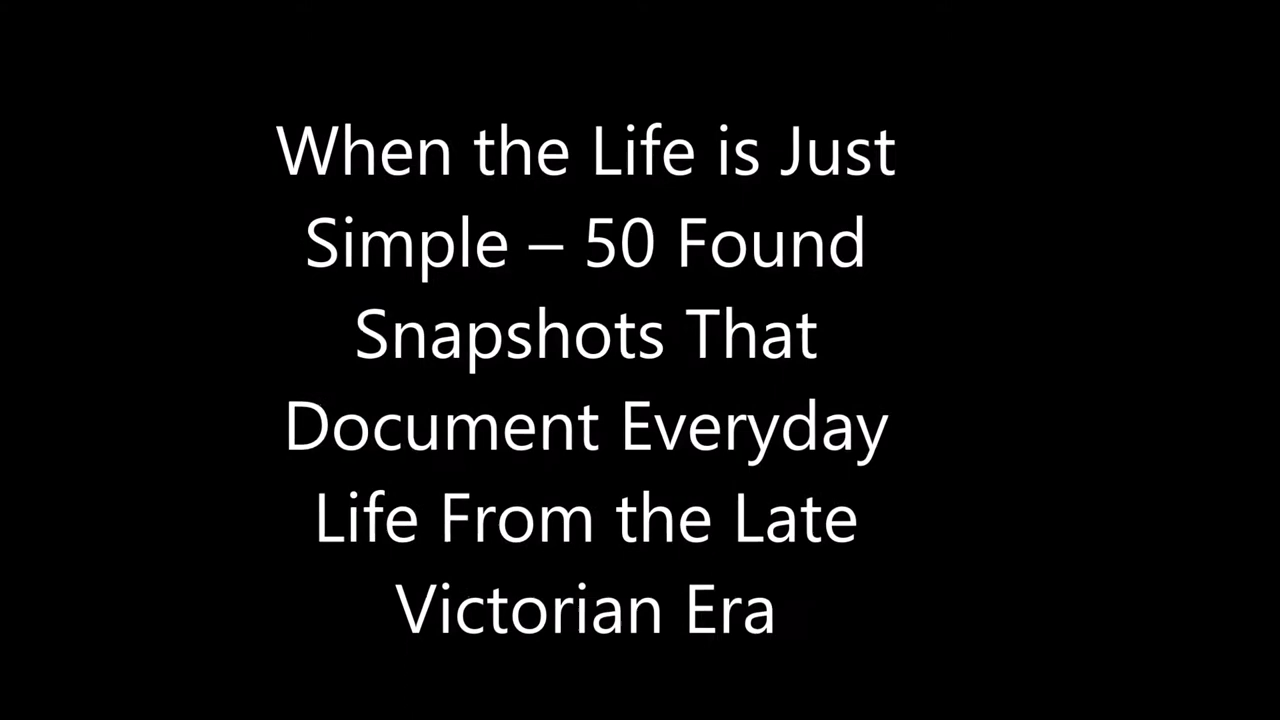 When the Life is Just
Simple – 50 Found
Snapshots That
Document Everyday
Life From the Late
Victorian Era